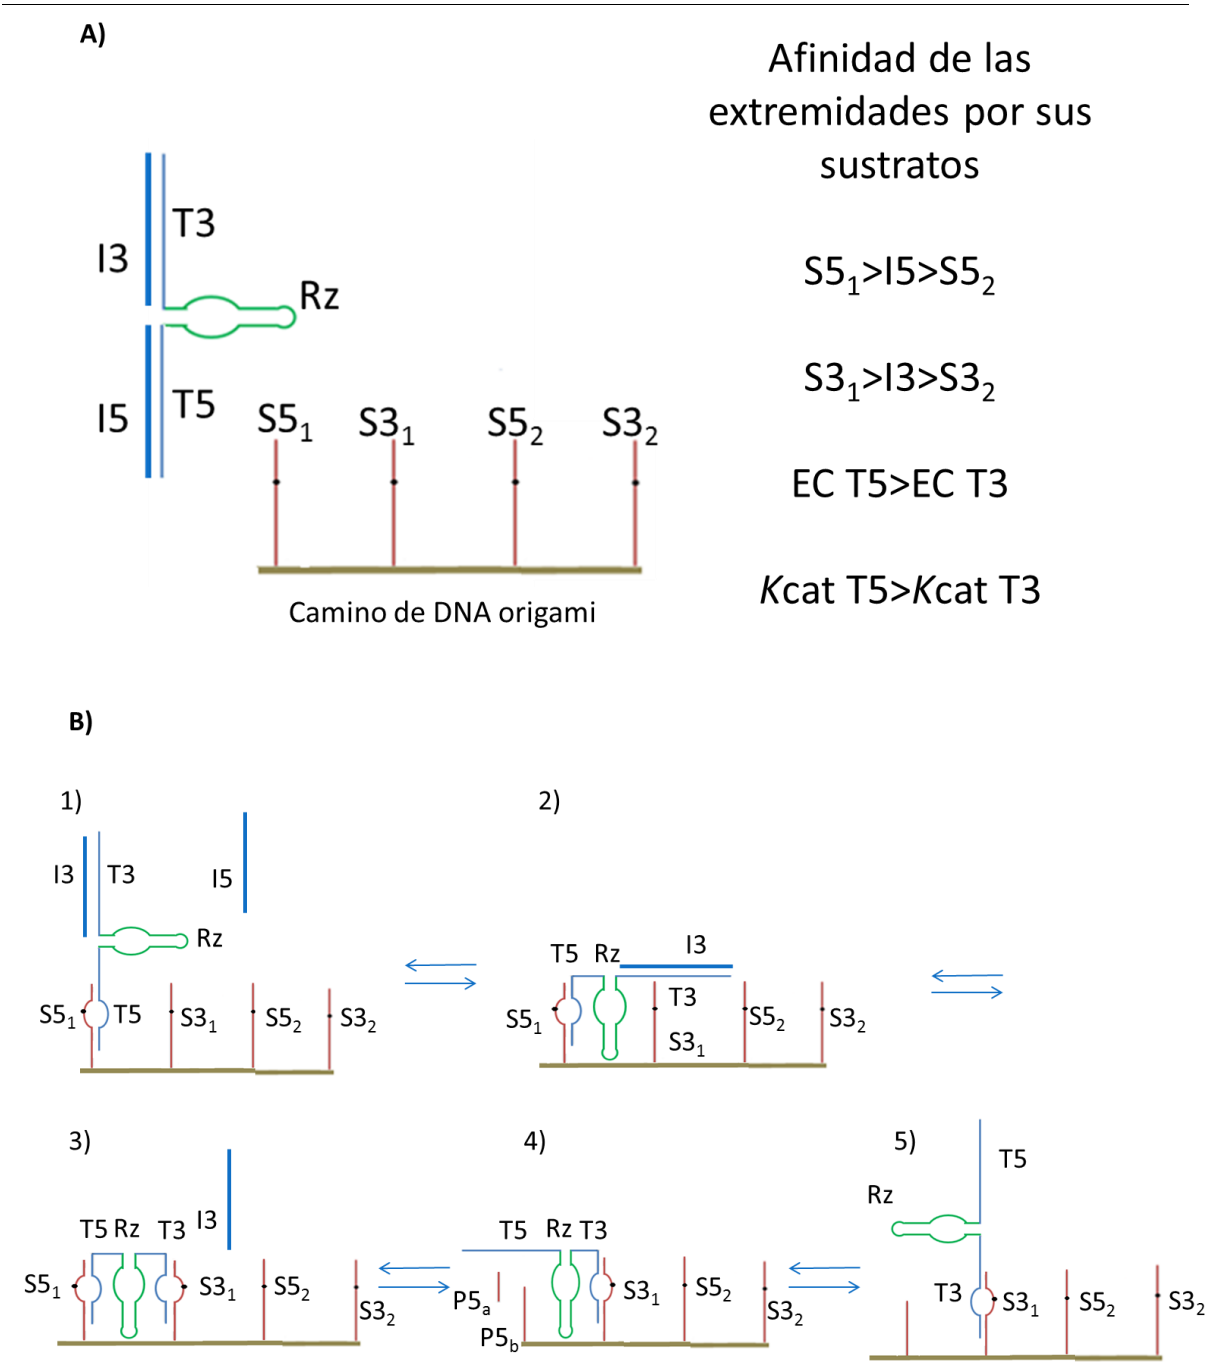 A)
Afinidad de las
extremidades por sus
sustratos
T3
I3
Rz
S5₁>I5>S5₂
S3₁>I3>S3₂
T5
I5
S5₁ S3₁ S5₂ S3₂
EC T5>EC T3
Kcat T5>Kcat T3
Camino de DNA origami
B)
1)
I3 T3 I5
Rz
S5₁ T5 S3₁ S5₂ S3₂
2)
T5 Rz I3
T3
S5₁ S5₂ S3₂
S3₁
3)
T5 Rz T3 I3
S5₁ S3₁ S5₂
S3₂
4)
T5 Rz T3
P5ₐ S3₁ S5₂
S3₂
P5b
5)
T5
Rz
T3 S3₁ S5₂ S3₂